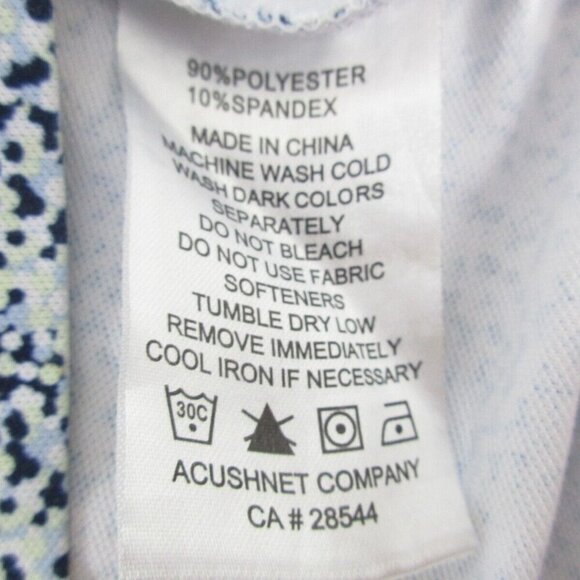 90%POLYESTER
10%SPANDEX
MADE IN CHINA
MACHINE WASH COLD
WASH DARK COLORS
SEPARATELY
DO NOT BLEACH
DO NOT USE FABRIC
SOFTENERS
TUMBLE DRY LOW
REMOVE IMMEDIATELY
COOL IRON IF NECESSARY
30C
ACUSHNET COMPANY
CA # 28544